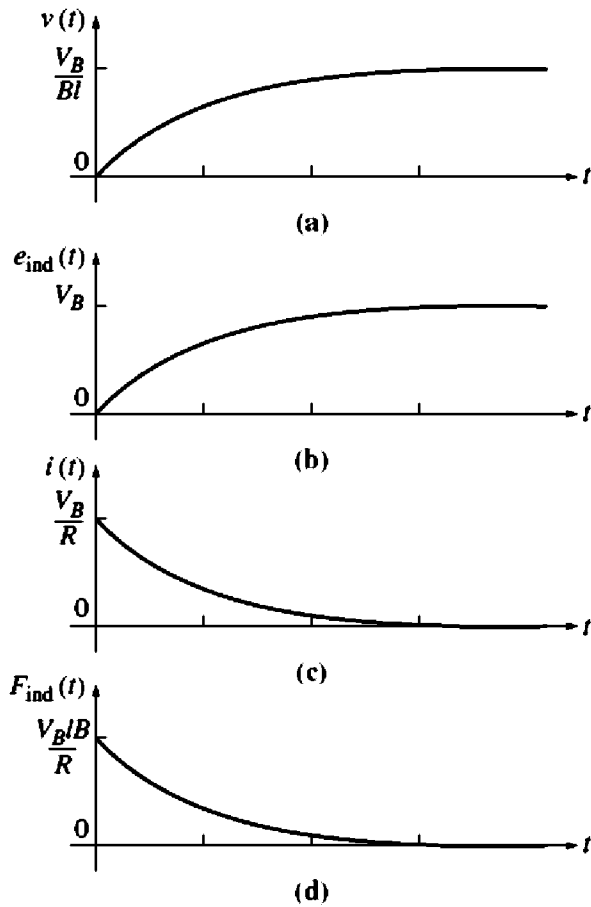 v (t)
V_B
Bl
0
t
(a)
e_ind (t)
V_B
0
t
(b)
i (t)
V_B
R
0
t
(c)
F_ind (t)
V_B lB
R
0
t
(d)